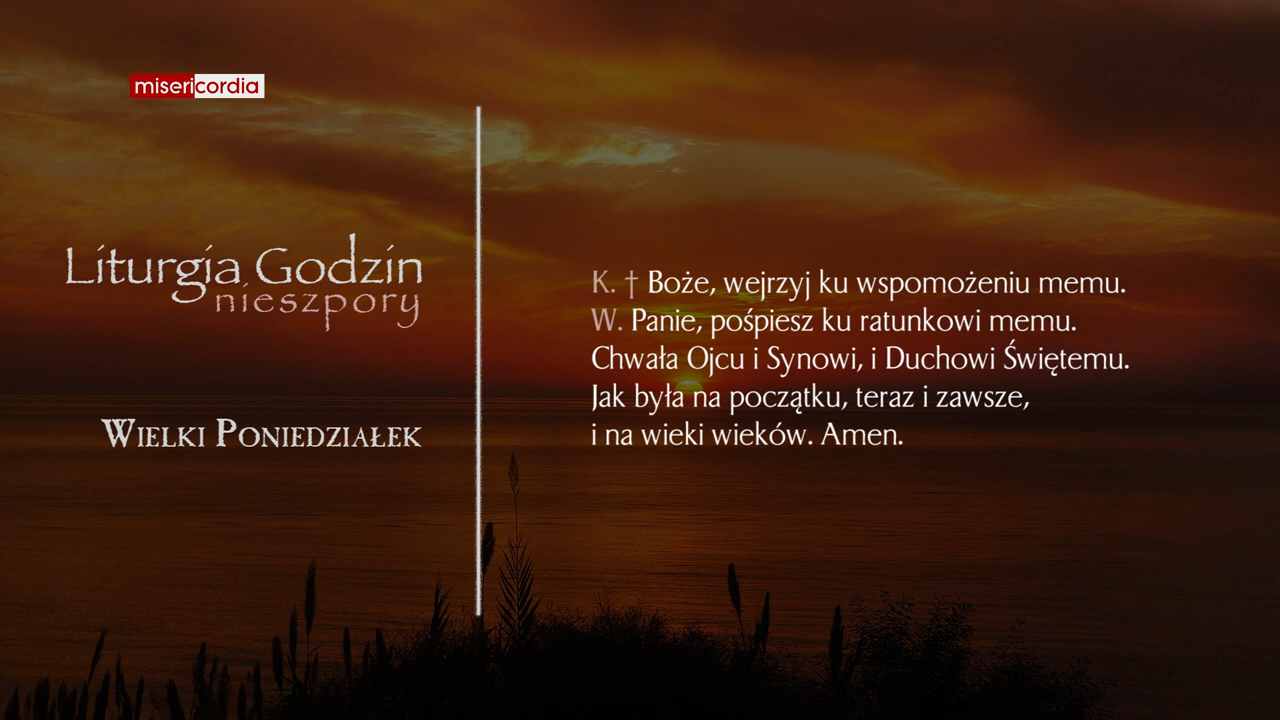 misericordia
Liturgia Godzin
nieszpory
Wielki Poniedziałek
K. † Boże, wejrzyj ku wspomożeniu memu.
W. Panie, pośpiesz ku ratunkowi memu.
Chwała Ojcu i Synowi, i Duchowi Świętemu.
Jak była na początku, teraz i zawsze,
i na wieki wieków. Amen.